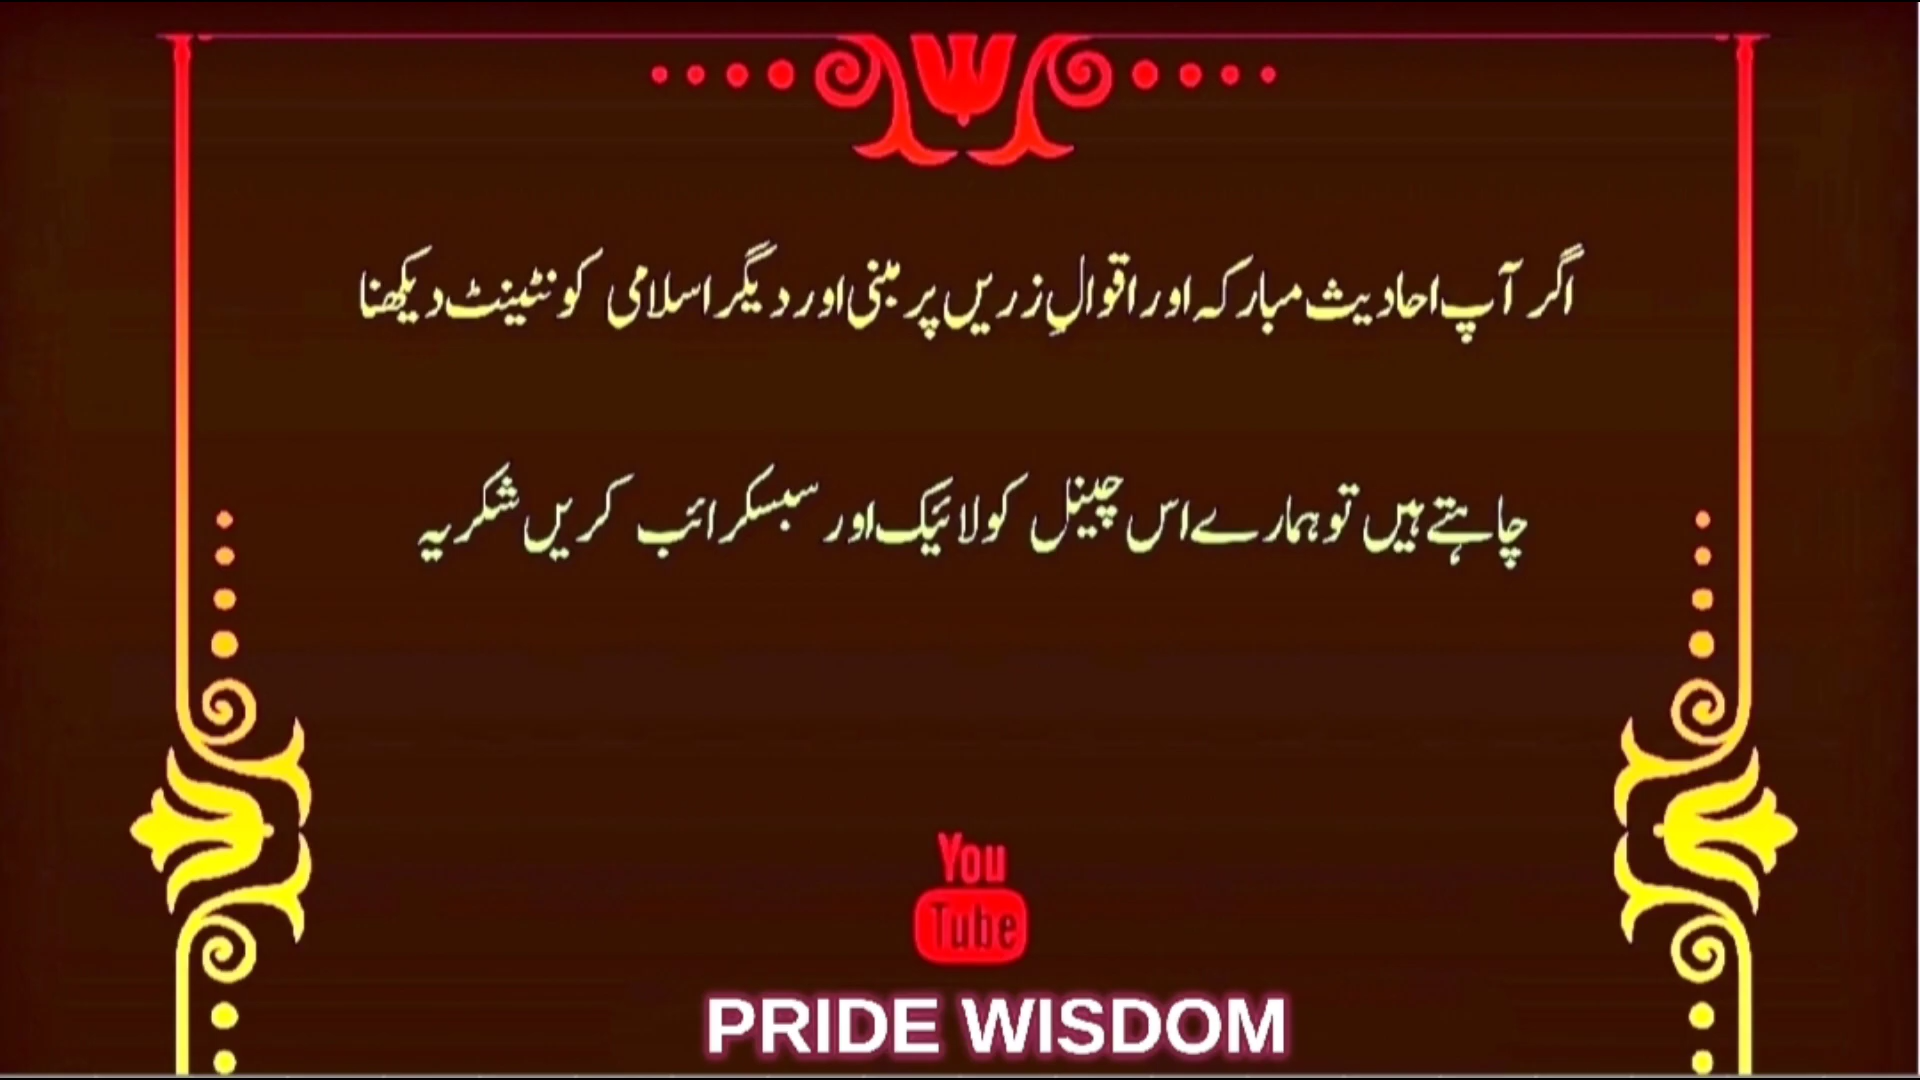 اگر آپ احادیث مبارکہ اور اقوالِ زریں پر مبنی اور دیگر اسلامی کونٹینٹ دیکھنا
چاہتے ہیں تو ہمارے اس چینل کو لائیک اور سبسکرائب کریں شکریہ
You
Tube
PRIDE WISDOM